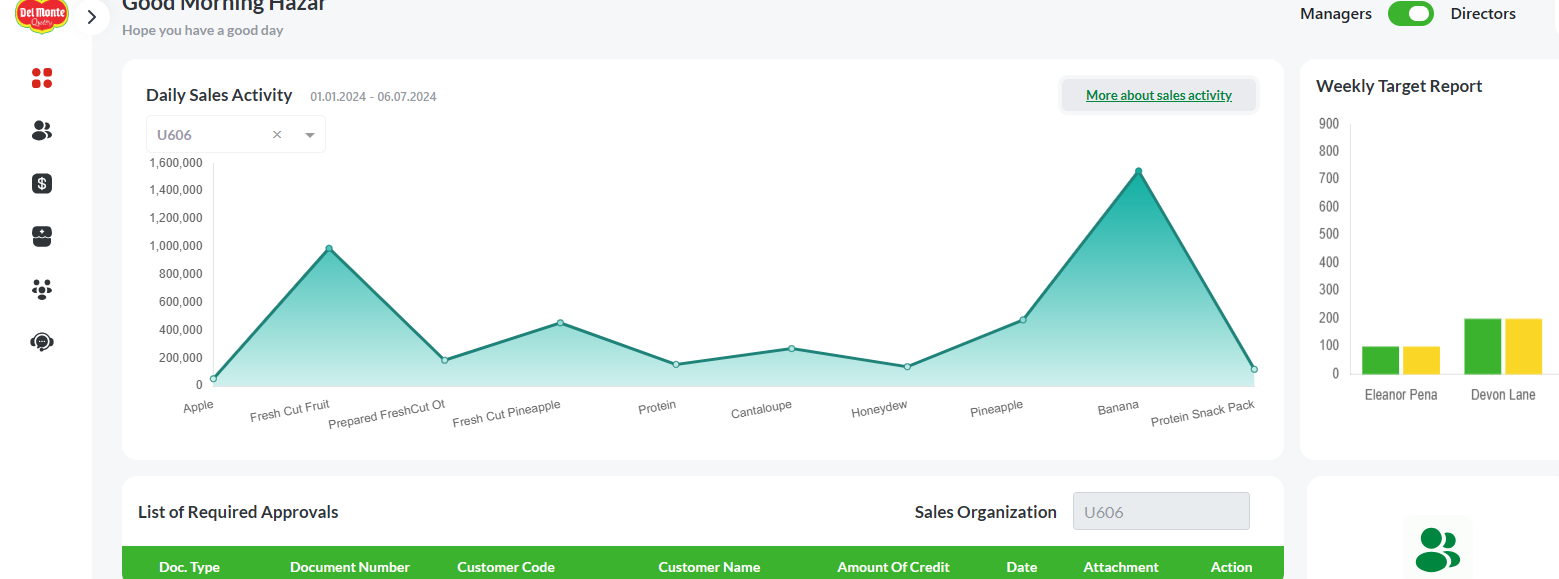 Del Monte
Quality
Good Morning Hazar
Hope you have a good day
Managers
Directors
Daily Sales Activity
01.01.2024 - 06.07.2024
More about sales activity
U606
1,600,000
1,400,000
1,200,000
1,000,000
800,000
600,000
400,000
200,000
0
Apple
Fresh Cut Fruit
Prepared FreshCut Ot
Fresh Cut Pineapple
Protein
Cantaloupe
Honeydew
Pineapple
Banana
Protein Snack Pack
Weekly Target Report
900
800
700
600
500
400
300
200
100
0
Eleanor Pena
Devon Lane
List of Required Approvals
Sales Organization
U606
Doc. Type
Document Number
Customer Code
Customer Name
Amount Of Credit
Date
Attachment
Action